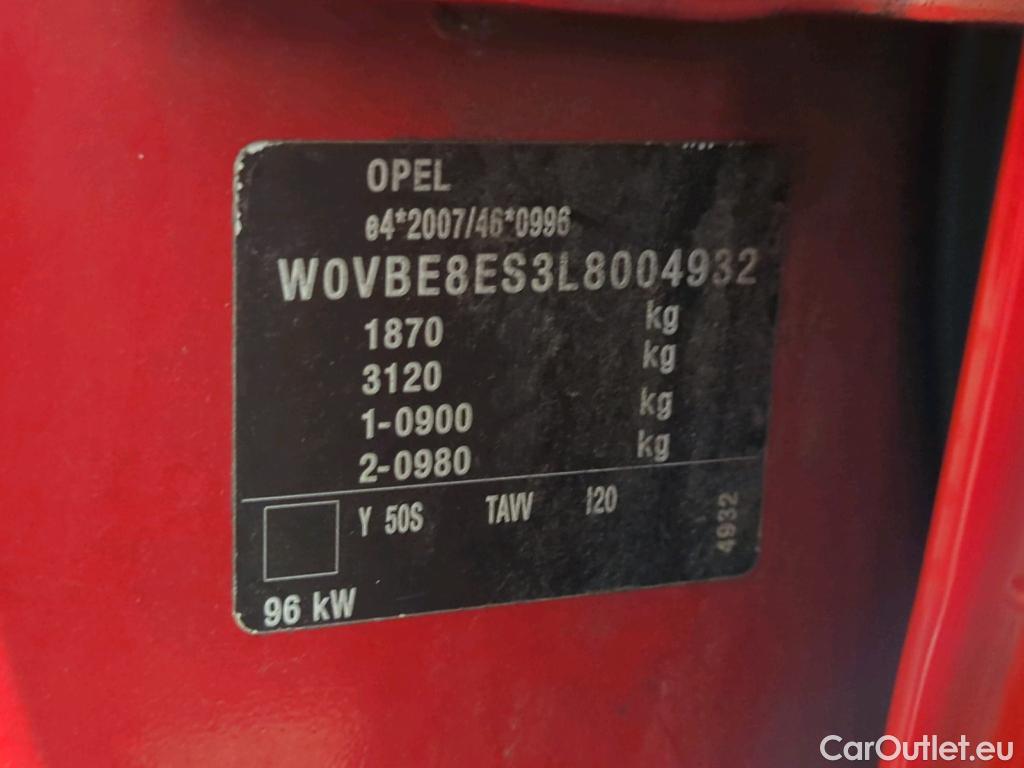 OPEL
e4*2007/46*0996
W0VBE8ES3L8004932
1870 kg
3120 kg
1-0900 kg
2-0980 kg
Y 50S TAVV I20
4932
96 kW
CarOutlet.eu